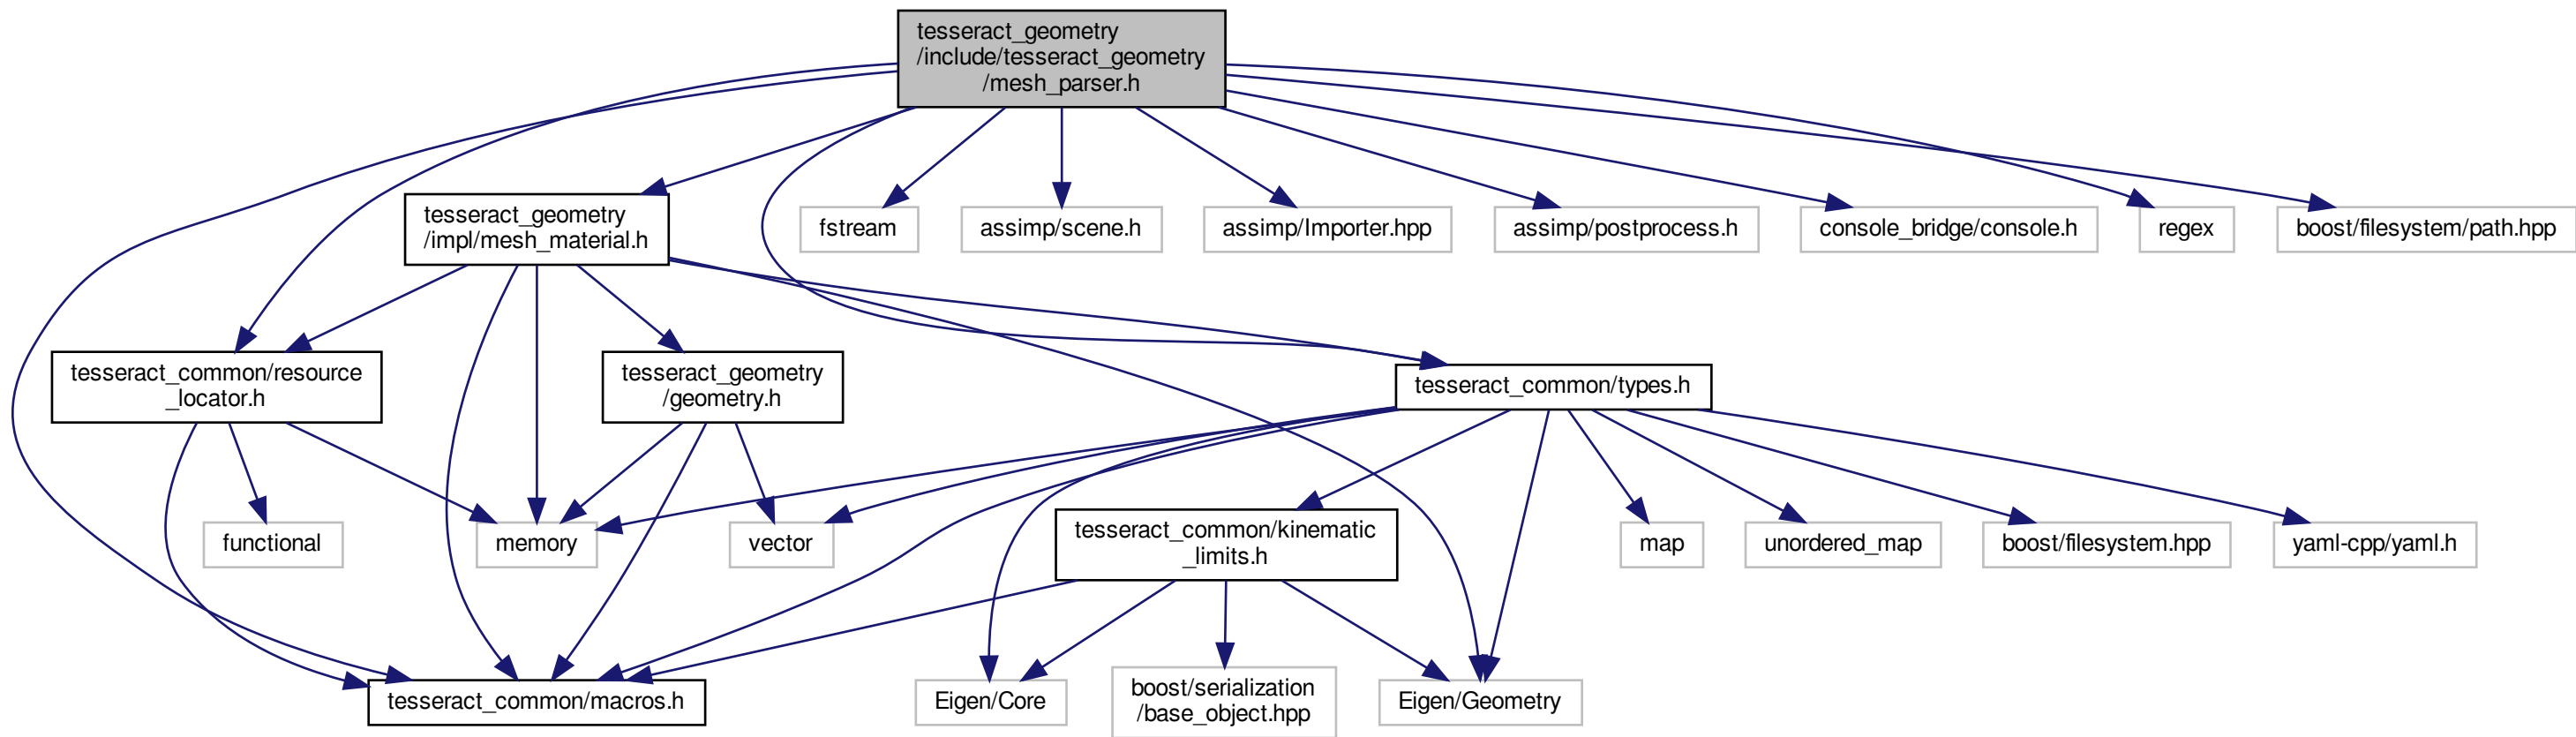 tesseract_geometry
/include/tesseract_geometry
/mesh_parser.h
tesseract_geometry
/impl/mesh_material.h
fstream
assimp/scene.h
assimp/Importer.hpp
assimp/postprocess.h
console_bridge/console.h
regex
boost/filesystem/path.hpp
tesseract_common/resource
_locator.h
tesseract_geometry
/geometry.h
tesseract_common/types.h
functional
memory
vector
tesseract_common/kinematic
_limits.h
map
unordered_map
boost/filesystem.hpp
yaml-cpp/yaml.h
tesseract_common/macros.h
Eigen/Core
boost/serialization
/base_object.hpp
Eigen/Geometry